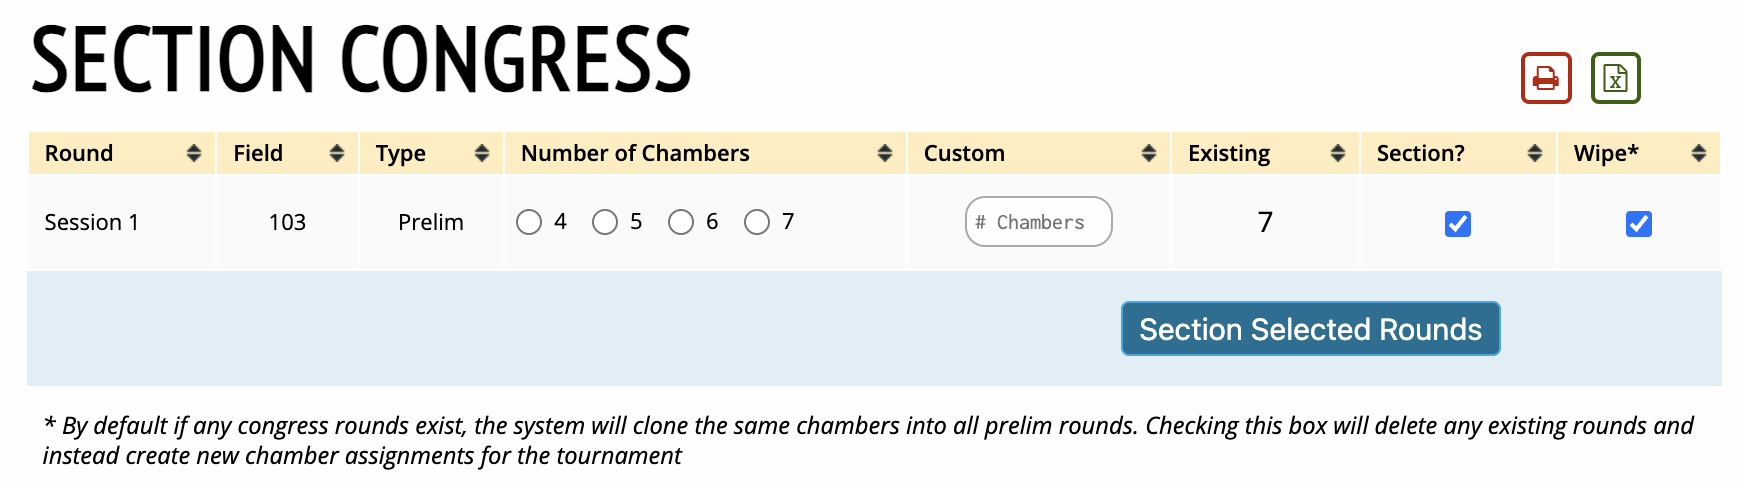 SECTION CONGRESS
Round Field Type Number of Chambers Custom Existing Section? Wipe*
Session 1 103 Prelim 4 5 6 7 # Chambers 7
Section Selected Rounds
* By default if any congress rounds exist, the system will clone the same chambers into all prelim rounds. Checking this box will delete any existing rounds and
instead create new chamber assignments for the tournament